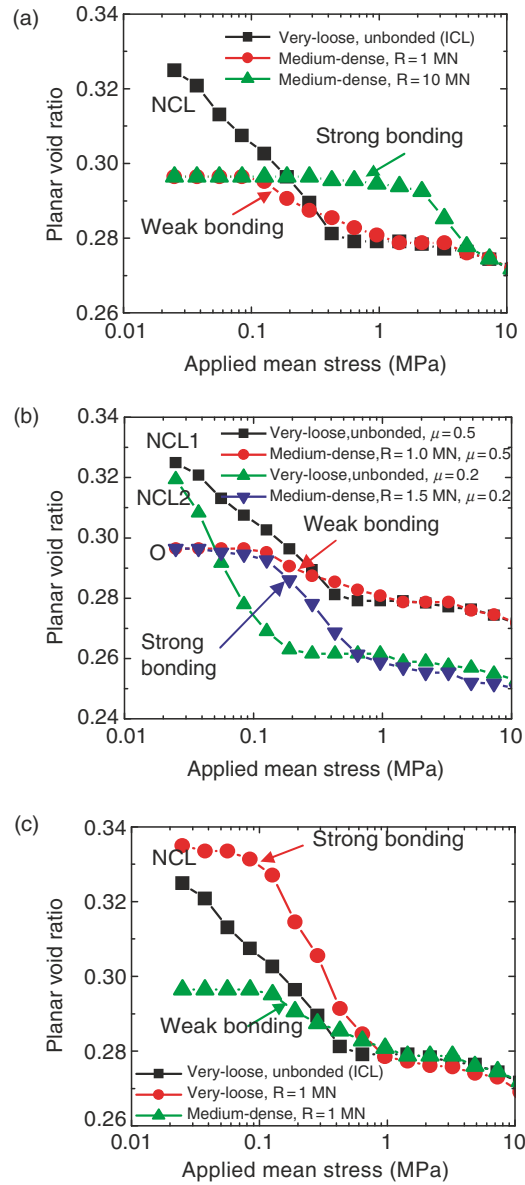 (a)
Very-loose, unbonded (ICL)
Medium-dense, R = 1 MN
Medium-dense, R = 10 MN
NCL
Strong bonding
Weak bonding
0.34
0.32
0.30
0.28
0.26
Planar void ratio
0.01
0.1
1
10
Applied mean stress (MPa)
(b)
Very-loose,unbonded, μ = 0.5
Medium-dense,R = 1.0 MN, μ = 0.5
Very-loose,unbonded, μ = 0.2
Medium-dense,R = 1.5 MN, μ = 0.2
NCL1
NCL2
O
Weak bonding
Strong
bonding
0.34
0.32
0.30
0.28
0.26
0.24
Planar void ratio
0.01
0.1
1
10
Applied mean stress (MPa)
(c)
NCL
Strong bonding
Weak bonding
Very-loose, unbonded (ICL)
Very-loose, R = 1 MN
Medium-dense, R = 1 MN
0.34
0.32
0.30
0.28
0.26
Planar void ratio
0.01
0.1
1
10
Applied mean stress (MPa)